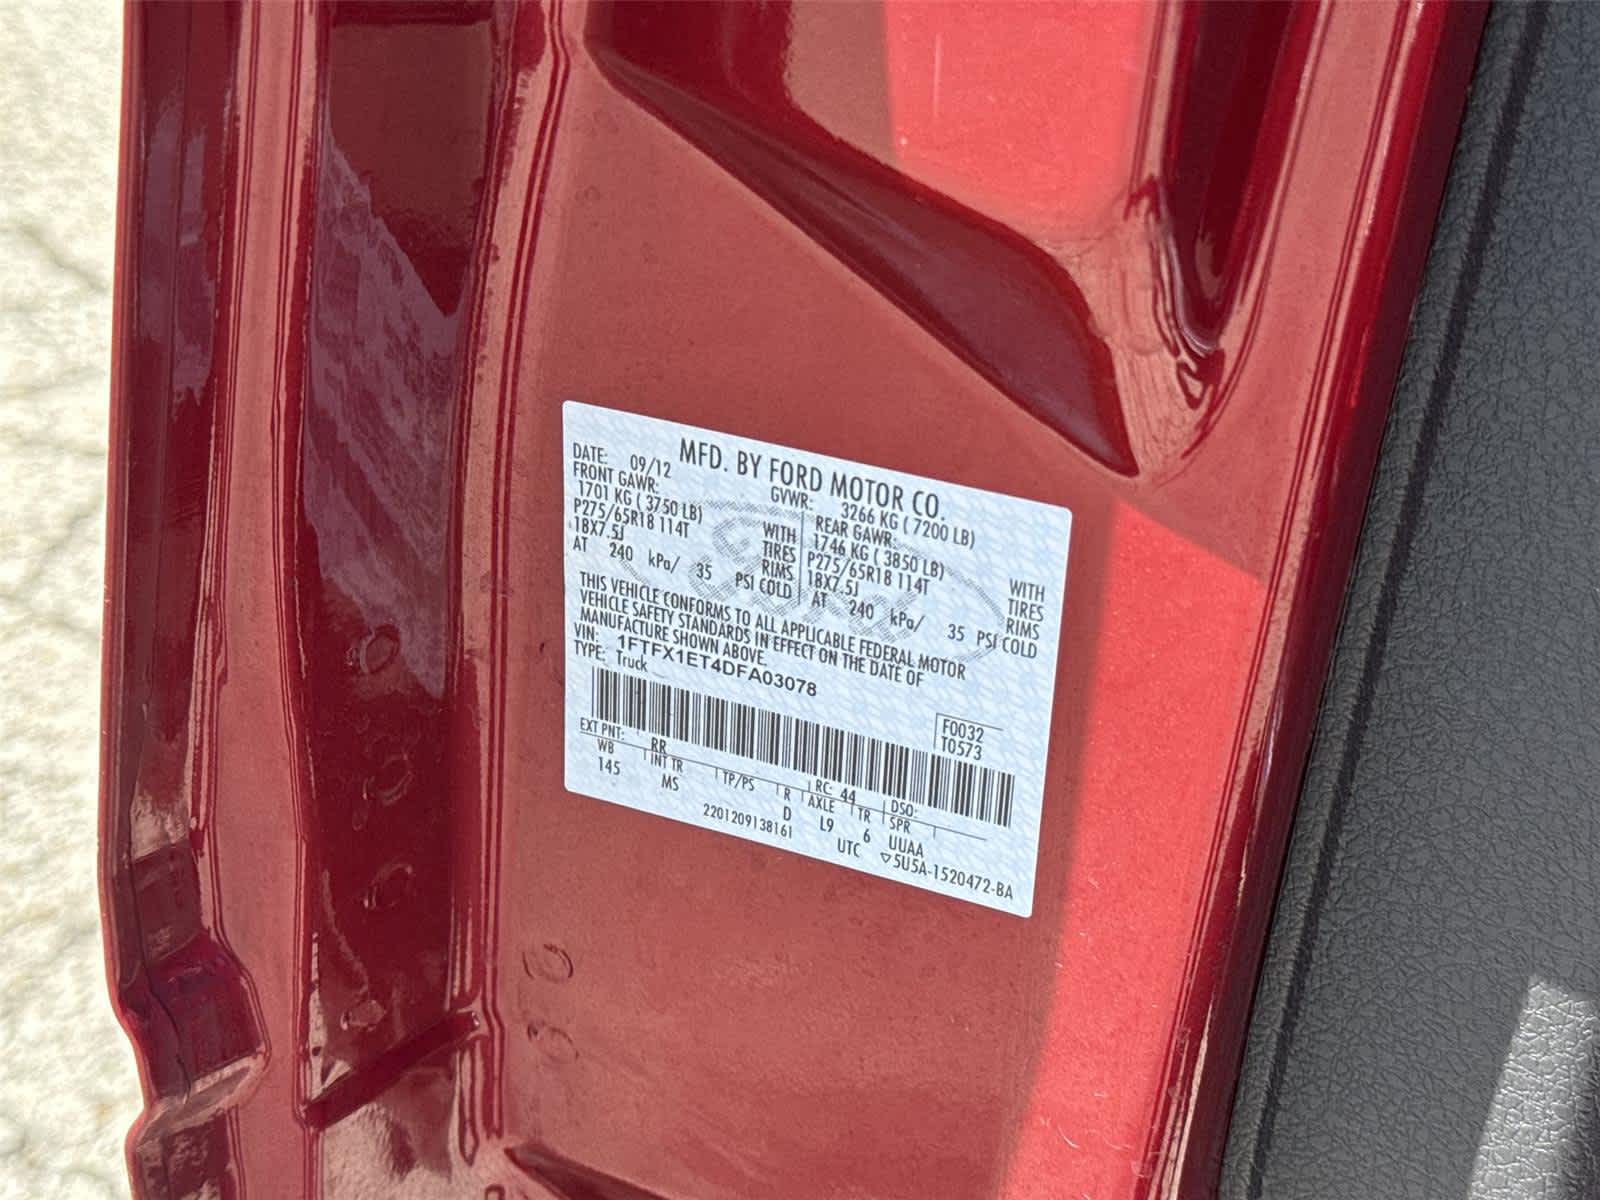 MFD. BY FORD MOTOR CO.
DATE: 09/12 GVWR: 3266 KG ( 7200 LB)
FRONT GAWR: REAR GAWR:
1701 KG ( 3750 LB) WITH 1746 KG ( 3850 LB) WITH
P275/65R18 114T TIRES P275/65R18 114T TIRES
18X7.5J RIMS 18X7.5J RIMS
AT 240 kPa/ 35 PSI COLD AT 240 kPa/ 35 PSI COLD
THIS VEHICLE CONFORMS TO ALL APPLICABLE FEDERAL MOTOR
VEHICLE SAFETY STANDARDS IN EFFECT ON THE DATE OF
MANUFACTURE SHOWN ABOVE.
VIN: 1FTFX1ET4DFA03078
TYPE: Truck
F0032
T0573
EXT PNT: RR RC: 44 DSO:
WB INT TR TP/PS R AXLE TR SPR
145 MS D L9 6 UUAA
2201209138161 UTC ▽5U5A-1520472-BA